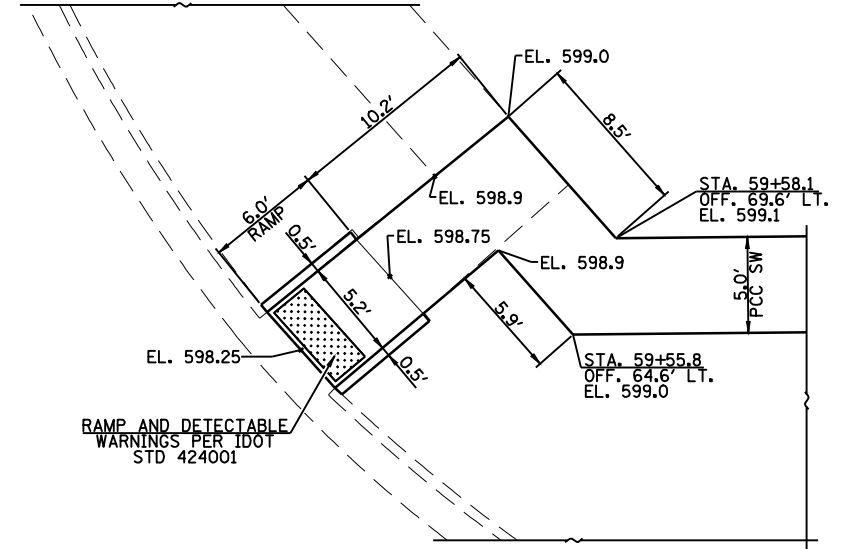 EL. 599.0
10.2'
8.5'
STA. 59+58.1
OFF. 69.6' LT.
EL. 599.1
EL. 598.9
6.0'
RAMP
0.5'
EL. 598.75
EL. 598.9
5.0'
PCC SW
5.2'
5.9'
EL. 598.25
0.5'
STA. 59+55.8
OFF. 64.6' LT.
EL. 599.0
RAMP AND DETECTABLE
WARNINGS PER IDOT
STD 424001